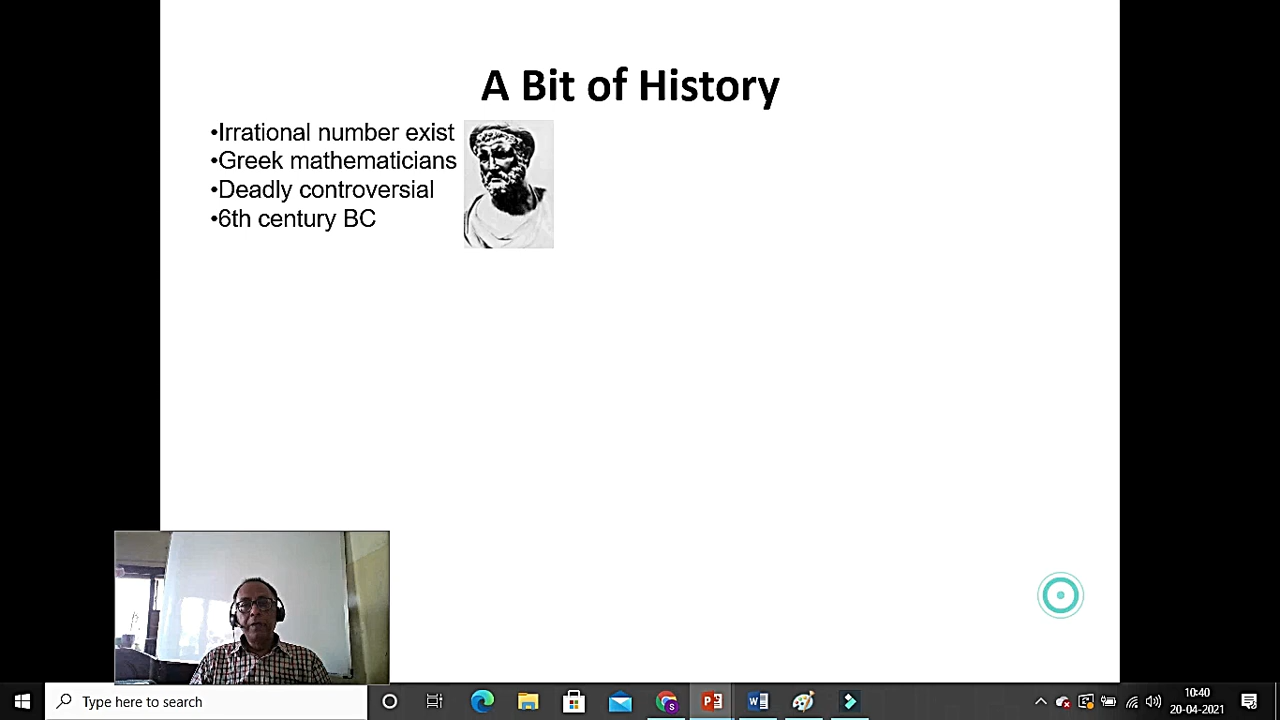 A Bit of History
•Irrational number exist
•Greek mathematicians
•Deadly controversial
•6th century BC
Type here to search
10:40
20-04-2021